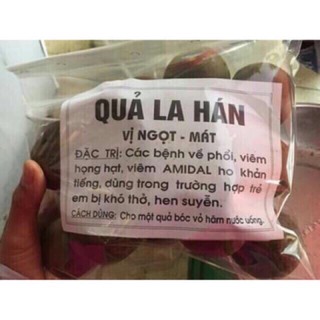 QUẢ LA HÁN
VỊ NGỌT - MÁT
ĐẶC TRỊ: Các bệnh về phổi, viêm
họng hạt, viêm AMIDAL ho khản
tiếng, dùng trong trường hợp trẻ
em bị khó thở, hen suyễn.
CÁCH DÙNG: Cho một quả bóc vỏ hãm nước uống.